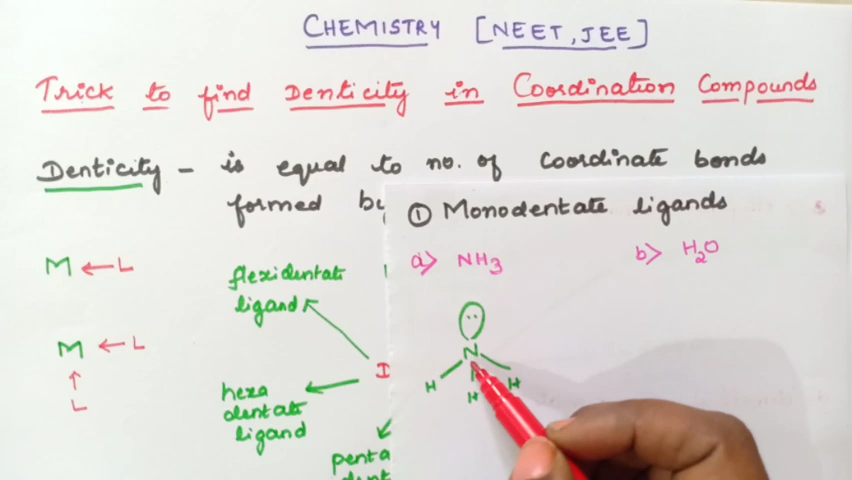 CHEMISTRY [NEET, JEE]
Trick to find Denticity in Coordination Compounds
Denticity - is equal to no. of Coordinate bonds
formed by
① Monodentate ligands
a> NH3
b> H2O
M ← L
flexidentate
ligand
M ← L
↑
L
hexa
dentate
ligand
penta
N
H H H